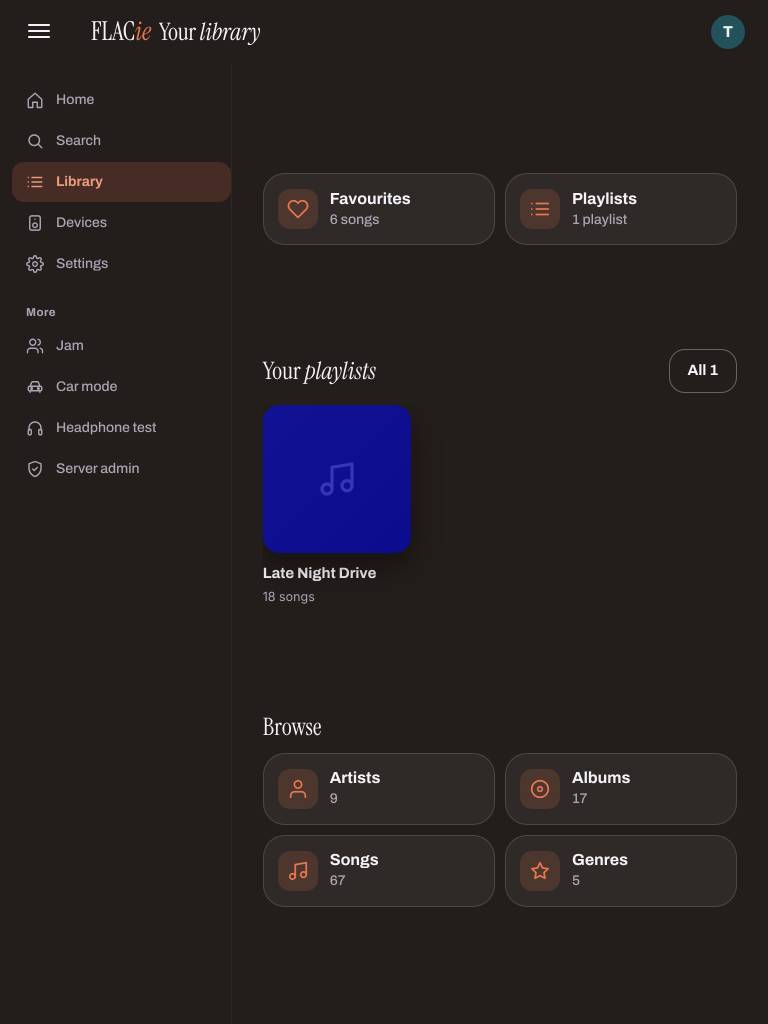 FLACie Your library
T
Home
Search
Library
Devices
Settings
More
Jam
Car mode
Headphone test
Server admin
Favourites
6 songs
Playlists
1 playlist
Your playlists
All 1
Late Night Drive
18 songs
Browse
Artists
9
Albums
17
Songs
67
Genres
5